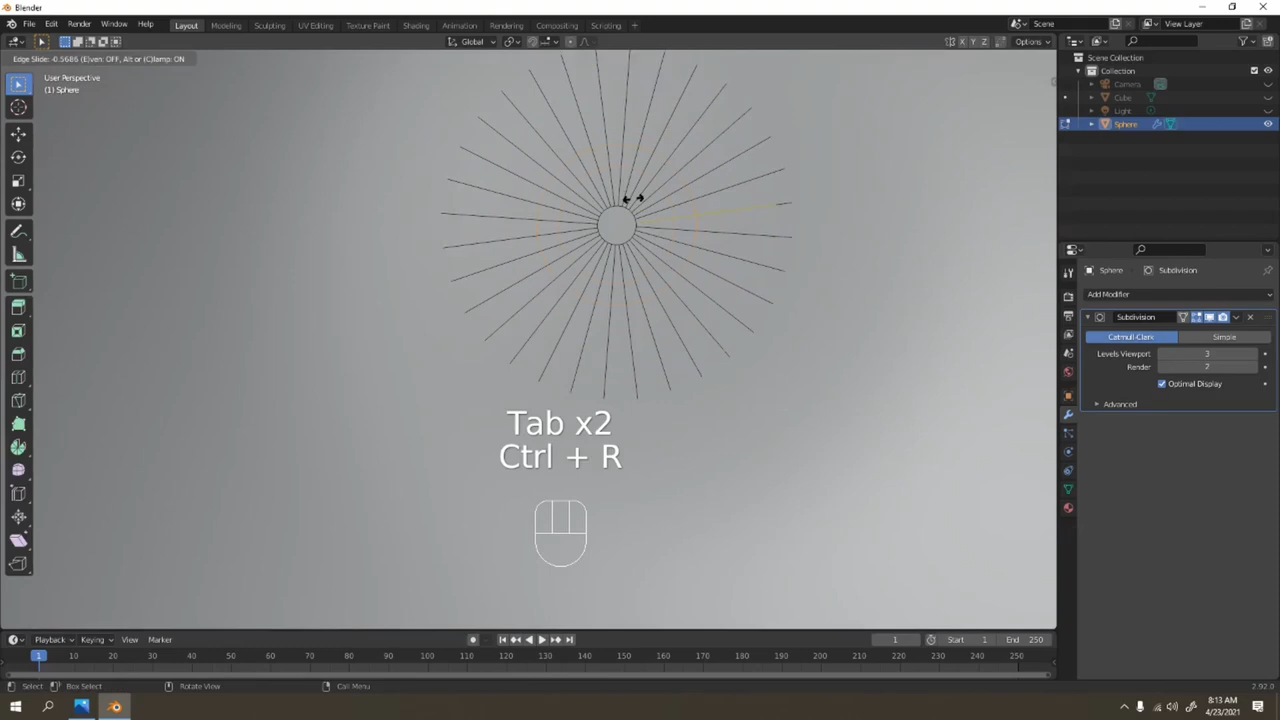 Blender
File Edit Render Window Help Layout Modeling Sculpting UV Editing Texture Paint Shading Animation Rendering Compositing Scripting + Scene View Layer
Global X Y Z Options
Edge Slide: -0.5686 (E)ven: OFF, Alt or (C)lamp: ON
User Perspective
(1) Sphere
Scene Collection
Collection
Camera
Cube
Light
Sphere
Sphere Subdivision
Add Modifier
Subdivision
Catmull-Clark Simple
Levels Viewport 3
Render 2
Optimal Display
Advanced
Tab x2
Ctrl + R
Playback Keying View Marker 1 Start 1 End 250
1 10 20 30 40 50 60 70 80 90 100 110 120 130 140 150 160 170 180 190 200 210 220 230 240 250
Select Box Select Rotate View Call Menu 2.92.0
8:13 AM
4/23/2021